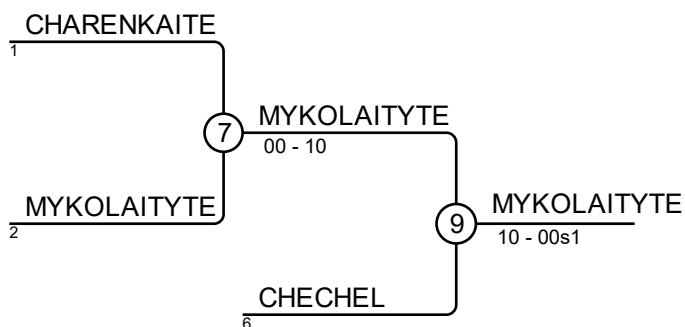 CHARENKAITE
1
7
MYKOLAITYTE
00 - 10
MYKOLAITYTE
2
9
MYKOLAITYTE
10 - 00s1
CHECHEL
6